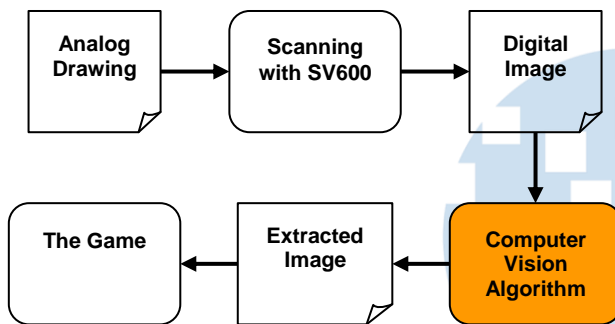 Analog
Drawing
Scanning
with SV600
Digital
Image
The Game
Extracted
Image
Computer
Vision
Algorithm